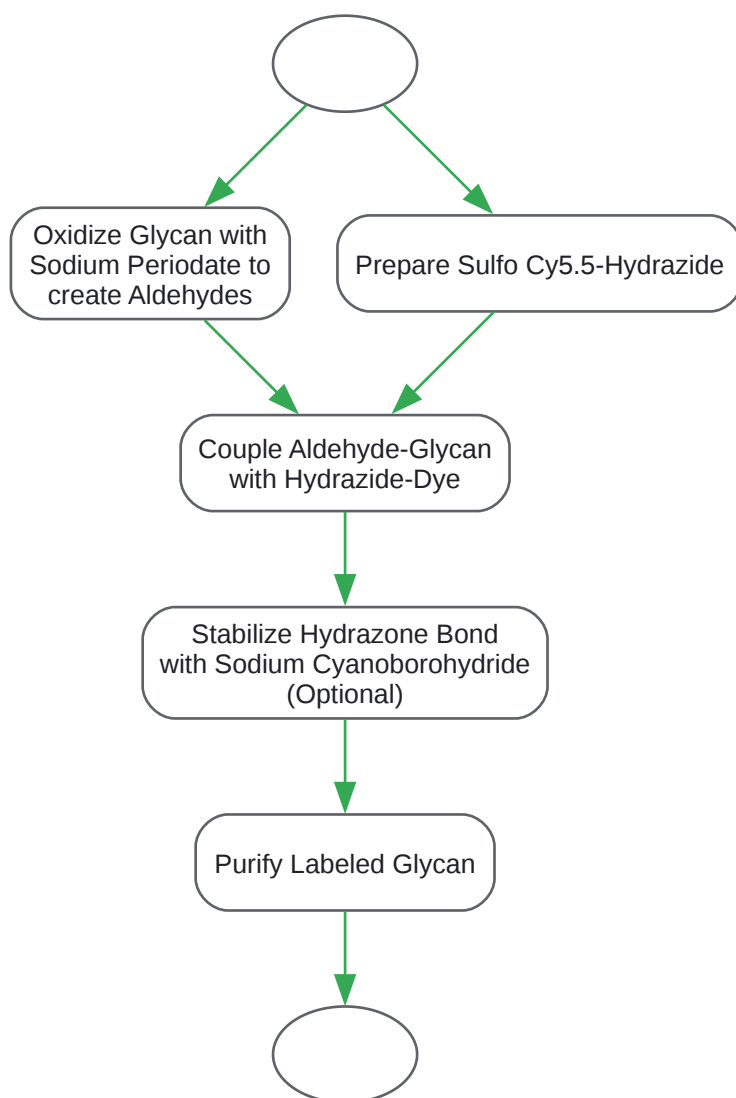 Oxidize Glycan with
Sodium Periodate to
create Aldehydes
Prepare Sulfo Cy5.5-Hydrazide
Couple Aldehyde-Glycan
with Hydrazide-Dye
Stabilize Hydrazone Bond
with Sodium Cyanoborohydride
(Optional)
Purify Labeled Glycan